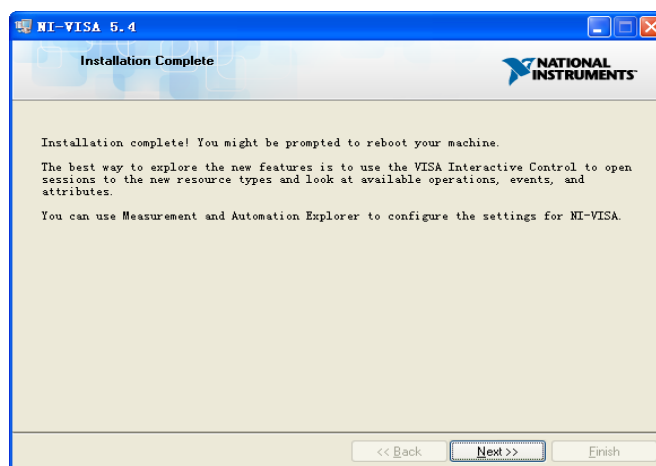 NI-VISA 5.4
Installation Complete
NATIONAL
INSTRUMENTS
Installation complete! You might be prompted to reboot your machine.
The best way to explore the new features is to use the VISA Interactive Control to open
sessions to the new resource types and look at available operations, events, and
attributes.
You can use Measurement and Automation Explorer to configure the settings for NI-VISA.
<< Back
Next >>
Finish